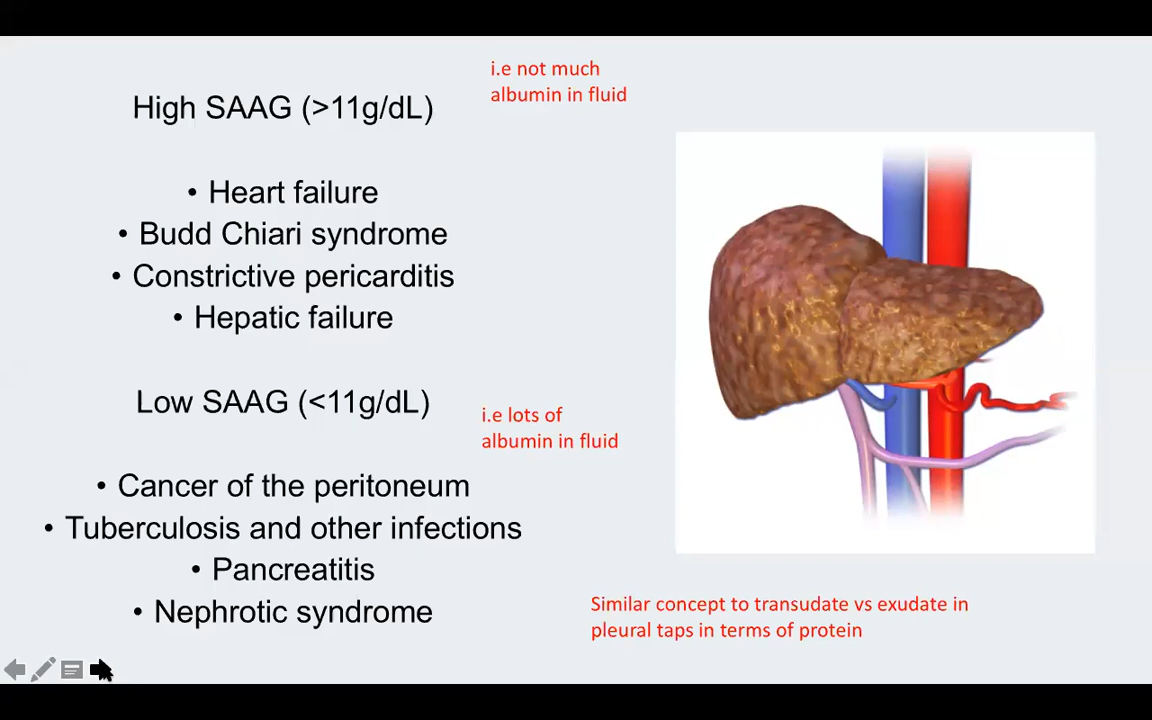 i.e not much
albumin in fluid
High SAAG (>11g/dL)
• Heart failure
• Budd Chiari syndrome
• Constrictive pericarditis
• Hepatic failure
Low SAAG (<11g/dL)
i.e lots of
albumin in fluid
• Cancer of the peritoneum
• Tuberculosis and other infections
• Pancreatitis
• Nephrotic syndrome
Similar concept to transudate vs exudate in
pleural taps in terms of protein